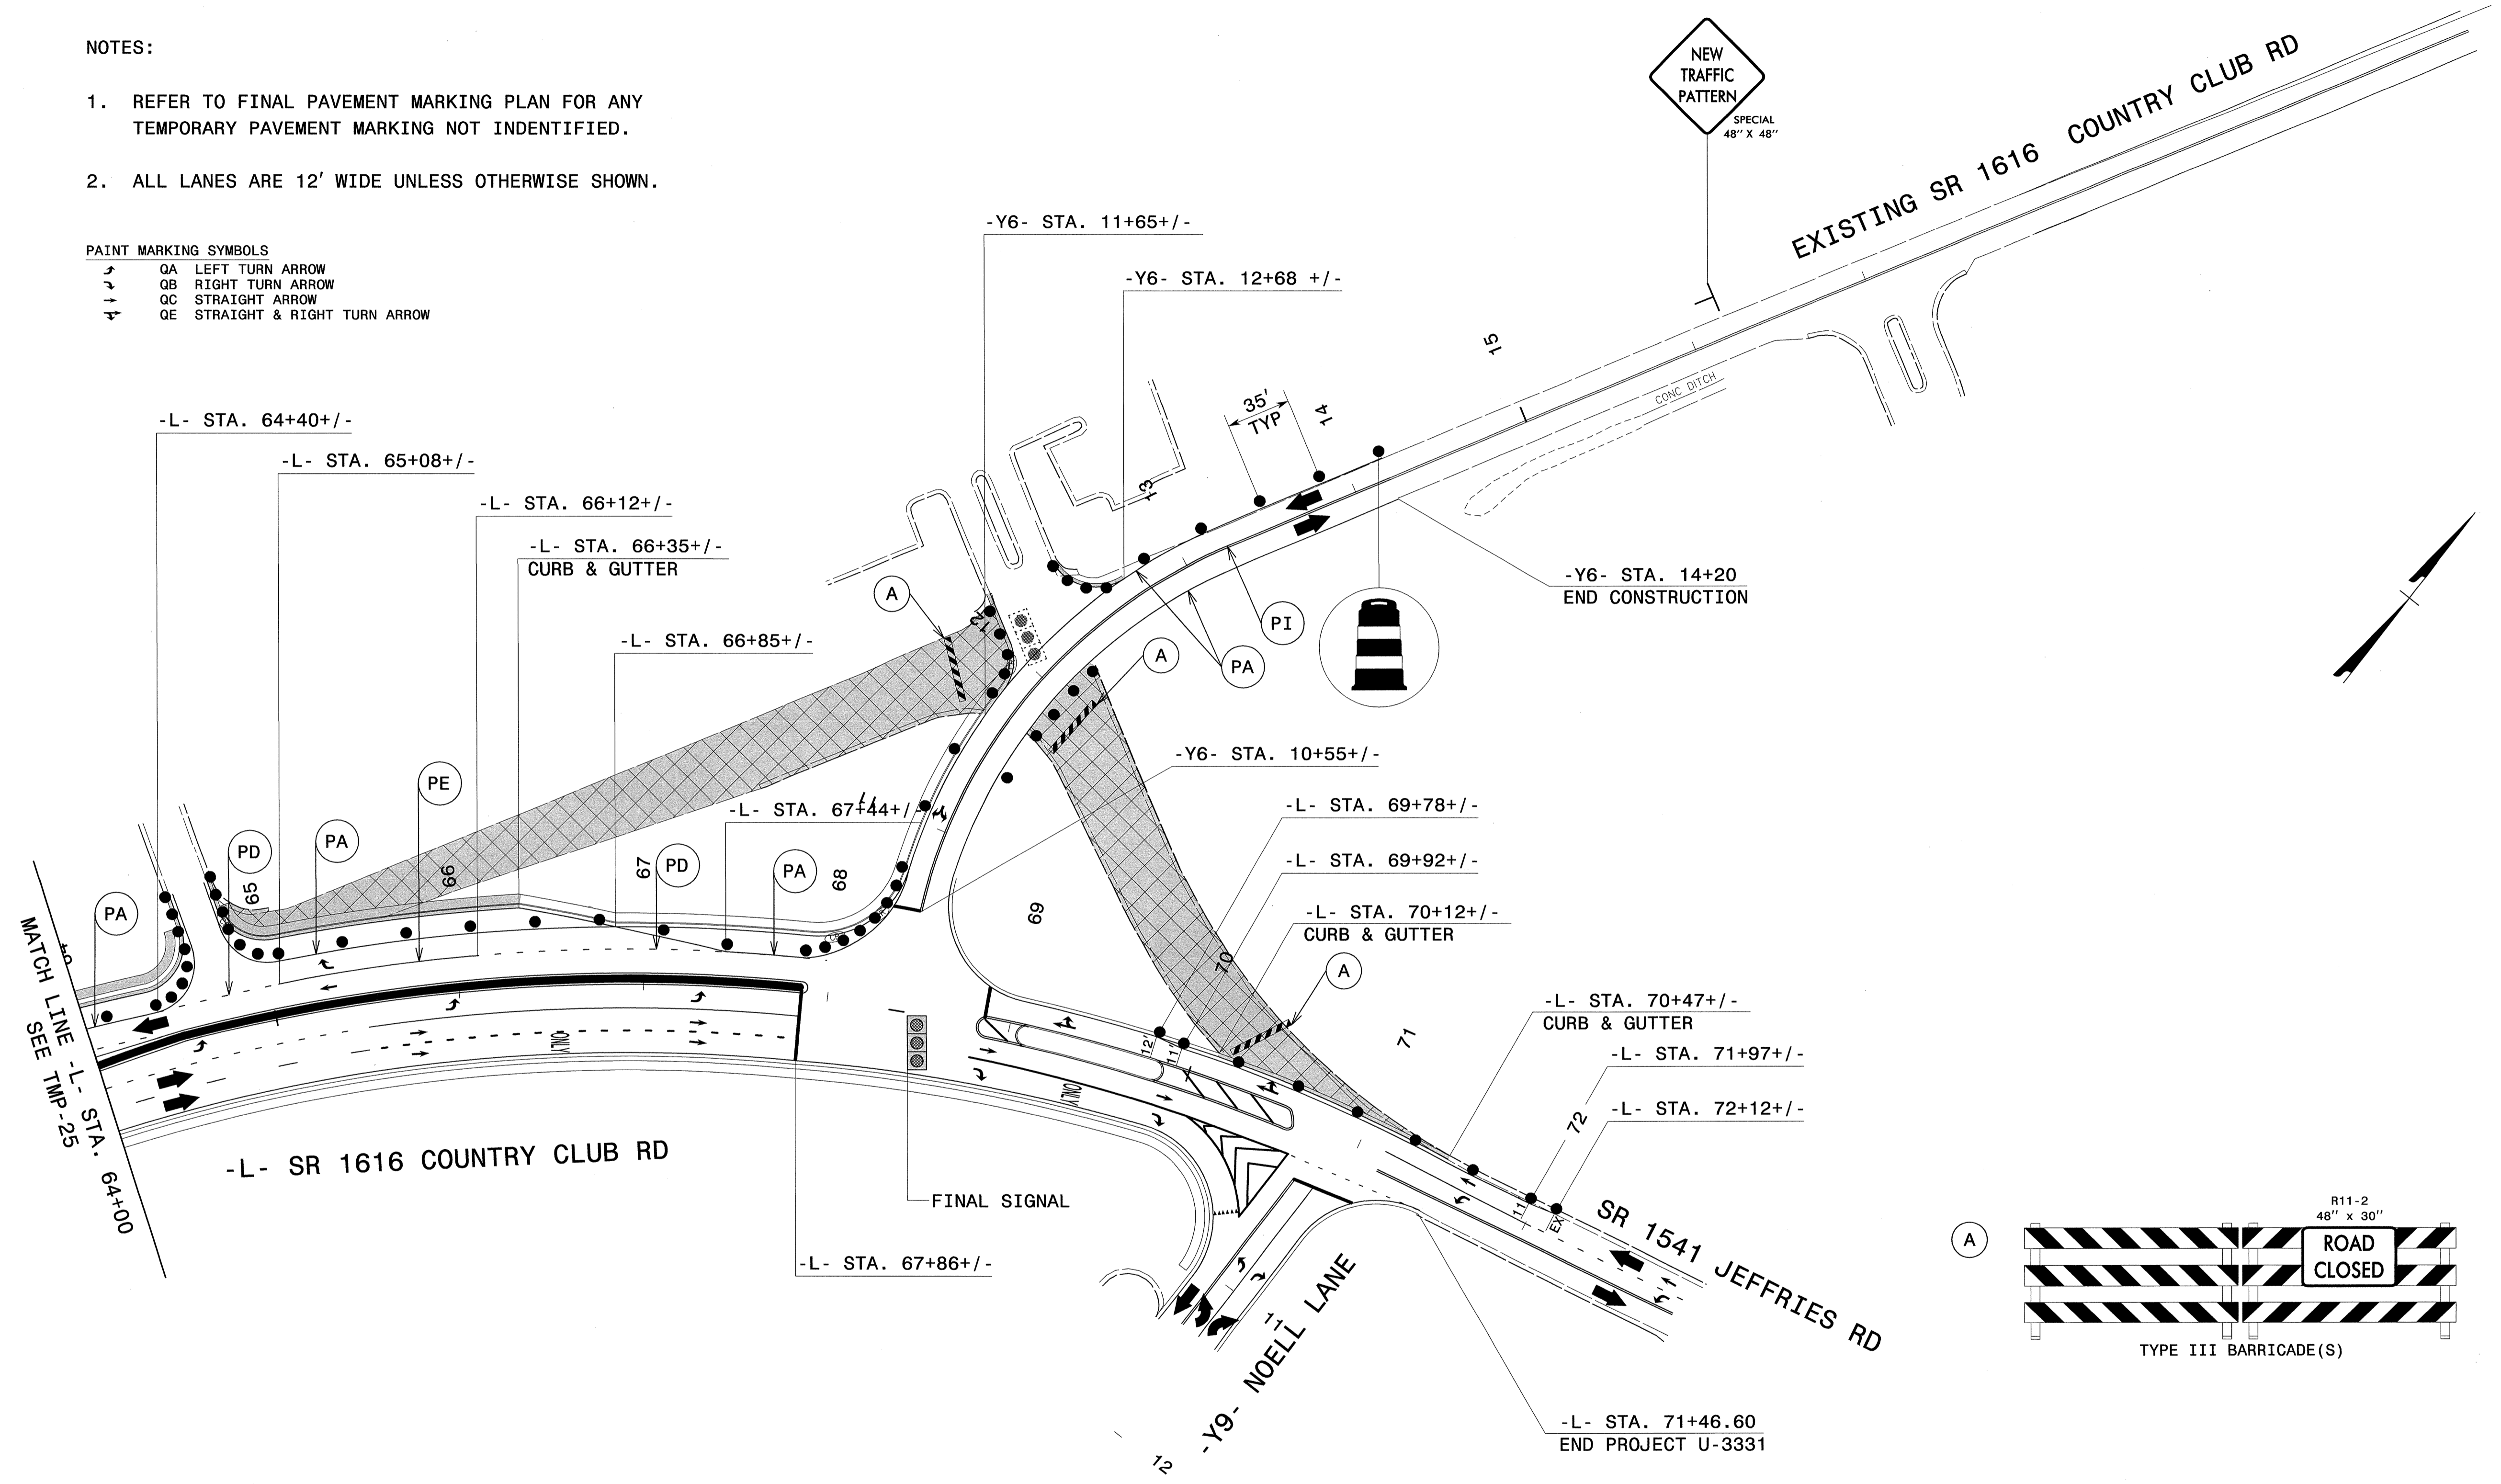 NOTES:
1. REFER TO FINAL PAVEMENT MARKING PLAN FOR ANY
TEMPORARY PAVEMENT MARKING NOT INDENTIFIED.
2. ALL LANES ARE 12' WIDE UNLESS OTHERWISE SHOWN.
PAINT MARKING SYMBOLS
QA LEFT TURN ARROW
QB RIGHT TURN ARROW
QC STRAIGHT ARROW
QE STRAIGHT & RIGHT TURN ARROW
NEW
TRAFFIC
PATTERN
SPECIAL
48" X 48"
EXISTING SR 1616 COUNTRY CLUB RD
-Y6- STA. 11+65+/-
-Y6- STA. 12+68 +/-
15
14
13
12
11
35'
TYP
CONC DITCH
-L- STA. 64+40+/-
-L- STA. 65+08+/-
-L- STA. 66+12+/-
-L- STA. 66+35+/-
CURB & GUTTER
-L- STA. 66+85+/-
A
-Y6- STA. 14+20
END CONSTRUCTION
PI
PA
A
-Y6- STA. 10+55+/-
-L- STA. 67+44+/-
PE
PD
PA
PD
PA
PA
65
66
67
68
69
70
71
72
-L- STA. 69+78+/-
-L- STA. 69+92+/-
-L- STA. 70+12+/-
CURB & GUTTER
A
-L- STA. 70+47+/-
CURB & GUTTER
-L- STA. 71+97+/-
-L- STA. 72+12+/-
12'
11'
11'
EX
ONLY
ONLY
MATCH LINE -L- STA. 64+00
SEE TMP-25
-L- SR 1616 COUNTRY CLUB RD
FINAL SIGNAL
-L- STA. 67+86+/-
SR 1541 JEFFRIES RD
-Y9- NOELL LANE
11
12
-L- STA. 71+46.60
END PROJECT U-3331
A
R11-2
48" x 30"
ROAD
CLOSED
TYPE III BARRICADE(S)